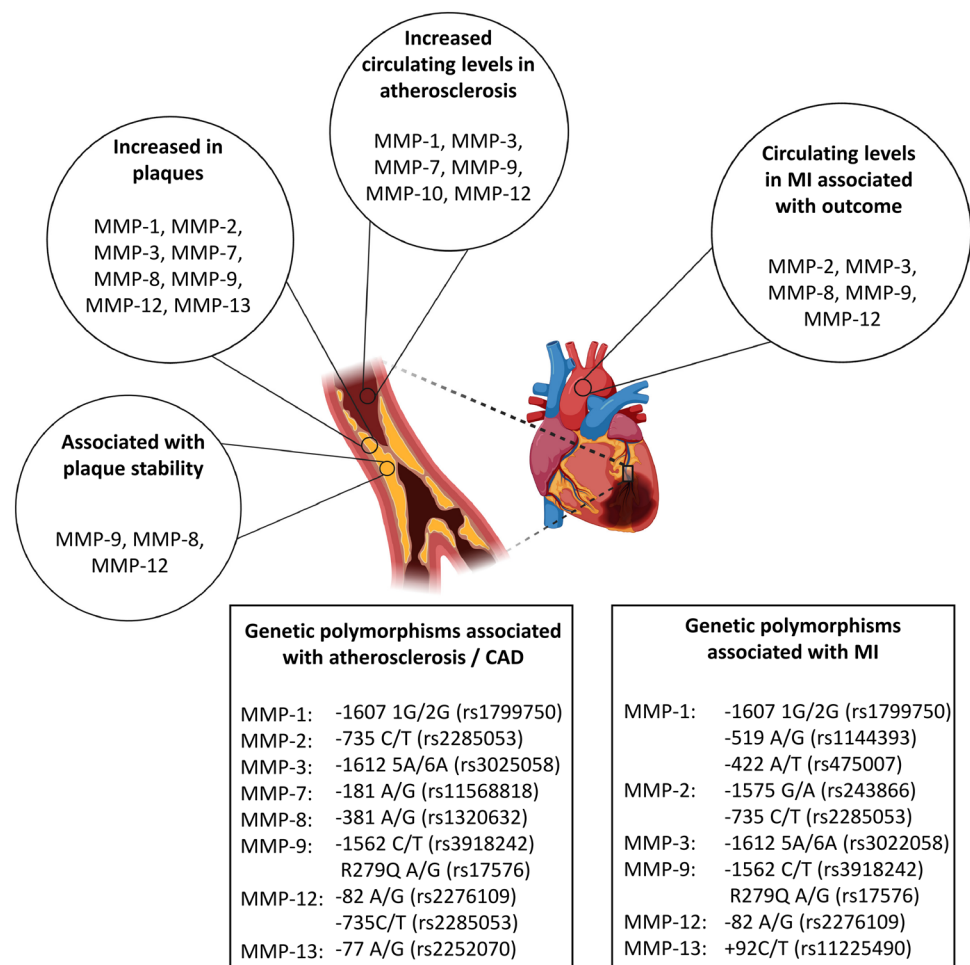 Increased
circulating levels in
atherosclerosis
MMP-1, MMP-3,
MMP-7, MMP-9,
MMP-10, MMP-12
Increased in
plaques
MMP-1, MMP-2,
MMP-3, MMP-7,
MMP-8, MMP-9,
MMP-12, MMP-13
Circulating levels
in MI associated
with outcome
MMP-2, MMP-3,
MMP-8, MMP-9,
MMP-12
Associated with
plaque stability
MMP-9, MMP-8,
MMP-12
Genetic polymorphisms associated
with atherosclerosis / CAD
MMP-1: -1607 1G/2G (rs1799750)
MMP-2: -735 C/T (rs2285053)
MMP-3: -1612 5A/6A (rs3025058)
MMP-7: -181 A/G (rs11568818)
MMP-8: -381 A/G (rs1320632)
MMP-9: -1562 C/T (rs3918242)
R279Q A/G (rs17576)
MMP-12: -82 A/G (rs2276109)
-735C/T (rs2285053)
MMP-13: -77 A/G (rs2252070)
Genetic polymorphisms
associated with MI
MMP-1: -1607 1G/2G (rs1799750)
-519 A/G (rs1144393)
-422 A/T (rs475007)
MMP-2: -1575 G/A (rs243866)
-735 C/T (rs2285053)
MMP-3: -1612 5A/6A (rs3022058)
MMP-9: -1562 C/T (rs3918242)
R279Q A/G (rs17576)
MMP-12: -82 A/G (rs2276109)
MMP-13: +92C/T (rs11225490)